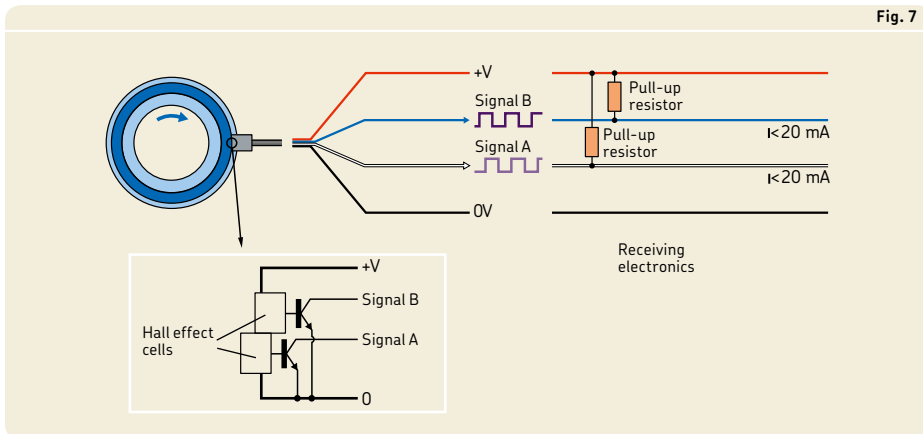 Fig. 7
+V
Signal B
Pull-up
resistor
I<20 mA
Signal A
Pull-up
resistor
I<20 mA
0V
Receiving
electronics
+V
Signal B
Hall effect
cells
Signal A
0